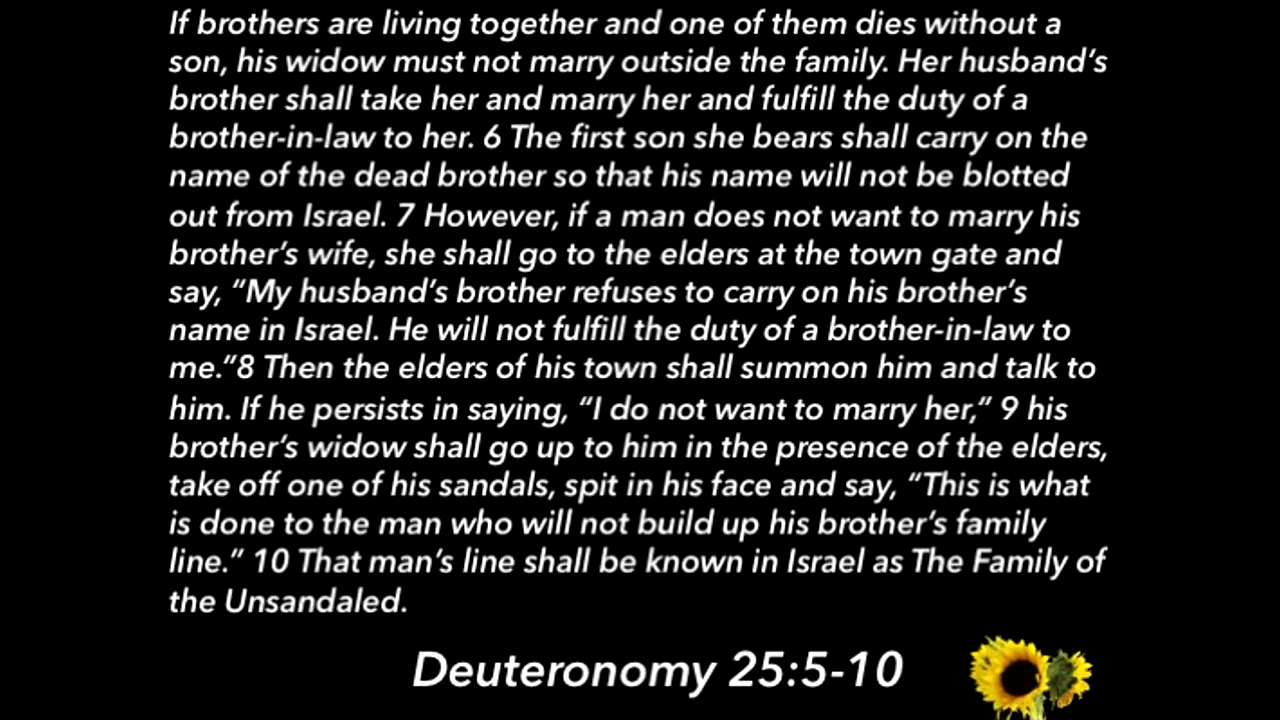 If brothers are living together and one of them dies without a
son, his widow must not marry outside the family. Her husband’s
brother shall take her and marry her and fulfill the duty of a
brother-in-law to her. 6 The first son she bears shall carry on the
name of the dead brother so that his name will not be blotted
out from Israel. 7 However, if a man does not want to marry his
brother’s wife, she shall go to the elders at the town gate and
say, “My husband’s brother refuses to carry on his brother’s
name in Israel. He will not fulfill the duty of a brother-in-law to
me.”8 Then the elders of his town shall summon him and talk to
him. If he persists in saying, “I do not want to marry her,” 9 his
brother’s widow shall go up to him in the presence of the elders,
take off one of his sandals, spit in his face and say, “This is what
is done to the man who will not build up his brother’s family
line.” 10 That man’s line shall be known in Israel as The Family of
the Unsandaled.
Deuteronomy 25:5-10